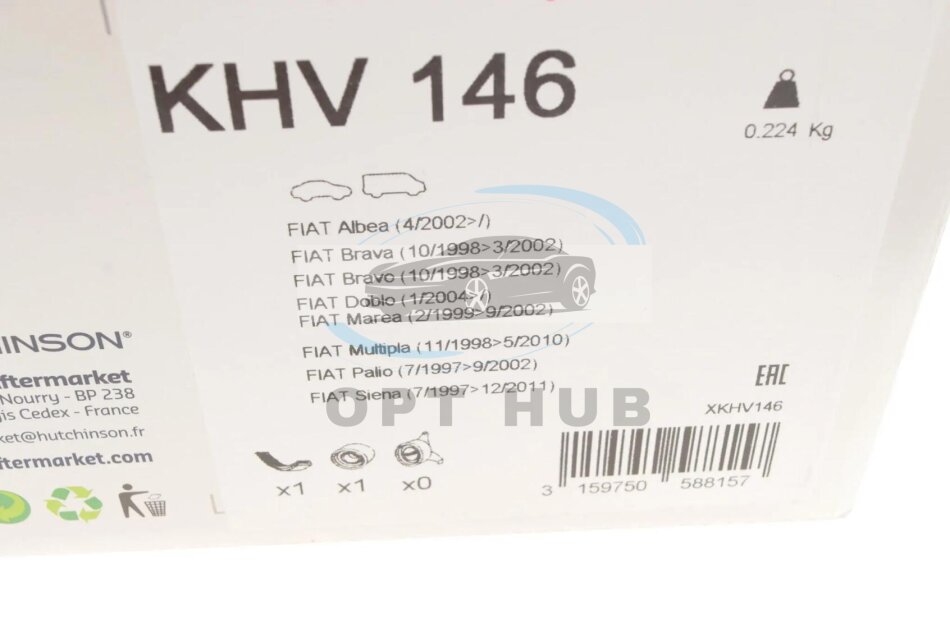 KHV 146
0.224 Kg
FIAT Albea (4/2002>/)
FIAT Brava (10/1998>3/2002)
FIAT Bravo (10/1998>3/2002)
FIAT Doblo (1/2004>/)
FIAT Marea (2/1999>9/2002)
FIAT Multipla (11/1998>5/2010)
FIAT Palio (7/1997>9/2002)
FIAT Siena (7/1997>12/2011)
OPT HUB
x1 x1 x0
EAC
XKHV146
3 159750 588157
INSON®
ftermarket
Nourry - BP 238
is Cedex - France
ket@hutchinson.fr
ftermarket.com